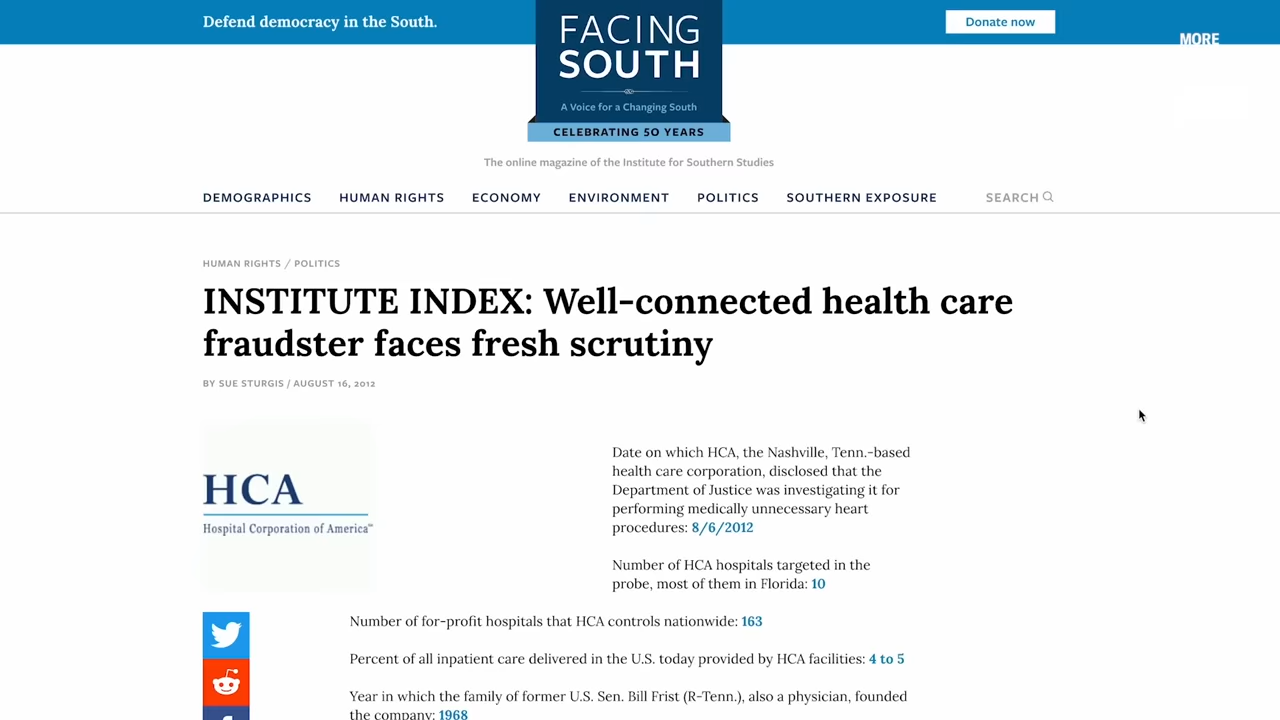 Defend democracy in the South.
Donate now
MORE
FACING
SOUTH
A Voice for a Changing South
CELEBRATING 50 YEARS
The online magazine of the Institute for Southern Studies
DEMOGRAPHICS HUMAN RIGHTS ECONOMY ENVIRONMENT POLITICS SOUTHERN EXPOSURE SEARCH
HUMAN RIGHTS / POLITICS
INSTITUTE INDEX: Well-connected health care
fraudster faces fresh scrutiny
BY SUE STURGIS / AUGUST 16, 2012
HCA
Hospital Corporation of America™
Date on which HCA, the Nashville, Tenn.-based
health care corporation, disclosed that the
Department of Justice was investigating it for
performing medically unnecessary heart
procedures: 8/6/2012
Number of HCA hospitals targeted in the
probe, most of them in Florida: 10
Number of for-profit hospitals that HCA controls nationwide: 163
Percent of all inpatient care delivered in the U.S. today provided by HCA facilities: 4 to 5
Year in which the family of former U.S. Sen. Bill Frist (R-Tenn.), also a physician, founded
the company: 1968